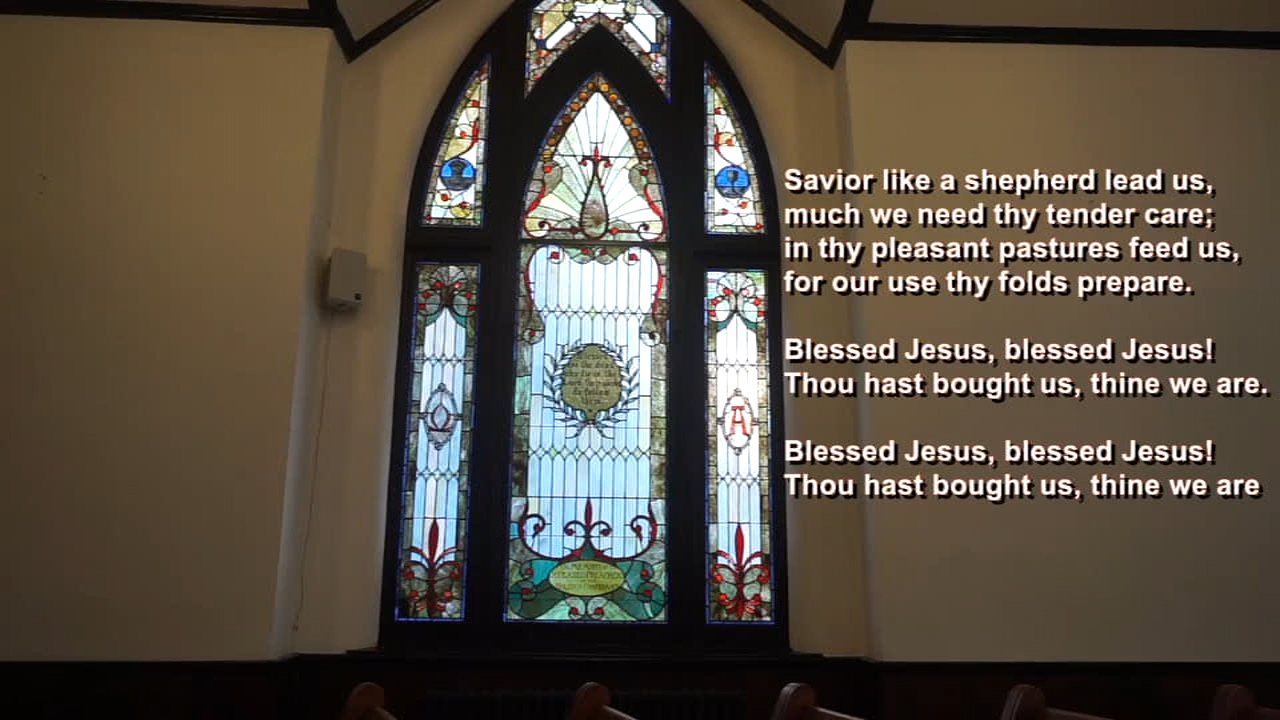 Savior like a shepherd lead us,
much we need thy tender care;
in thy pleasant pastures feed us,
for our use thy folds prepare.
Blessed Jesus, blessed Jesus!
Thou hast bought us, thine we are.
Blessed Jesus, blessed Jesus!
Thou hast bought us, thine we are
A